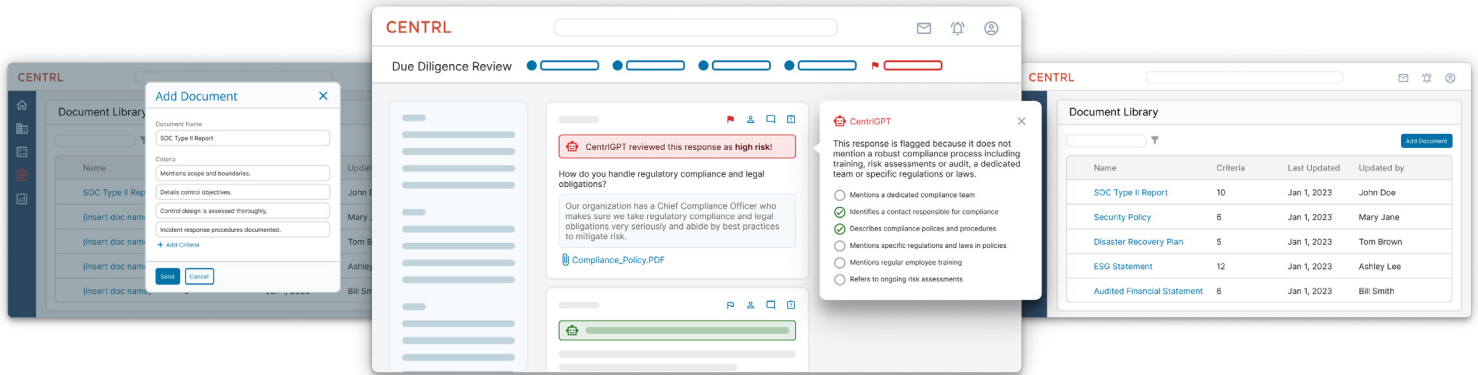 CENTRL
Document Library
Name
SOC Type II Rep
{insert doc name
{insert doc name
{insert doc name
{insert doc name}
Updat
John D
Mary J
Tom B
Ashley
Bill Sm
Add Document
Document Name
SOC Type II Report
Criteria
Mentions scope and boundaries.
Details control objectives.
Control design is assessed thoroughly.
Incident response procedures documented.
+ Add Criteria
Send
Cancel
CENTRL
Due Diligence Review
CentrlGPT reviewed this response as high risk!
How do you handle regulatory compliance and legal
obligations?
Our organization has a Chief Compliance Officer who
makes sure we take regulatory compliance and legal
obligations very seriously and abide by best practices
to mitigate risk.
Compliance_Policy.PDF
CentrlGPT
This response is flagged because it does not
mention a robust compliance process including
training, risk assessments or audit, a dedicated
team or specific regulations or laws.
Mentions a dedicated compliance team
Identifies a contact responsible for compliance
Describes compliance polices and procedures
Mentions specific regulations and laws in policies
Mentions regular employee training
Refers to ongoing risk assessments
CENTRL
Document Library
Add Document
Name Criteria Last Updated Updated by
SOC Type II Report 10 Jan 1, 2023 John Doe
Security Policy 6 Jan 1, 2023 Mary Jane
Disaster Recovery Plan 5 Jan 1, 2023 Tom Brown
ESG Statement 12 Jan 1, 2023 Ashley Lee
Audited Financial Statement 6 Jan 1, 2023 Bill Smith